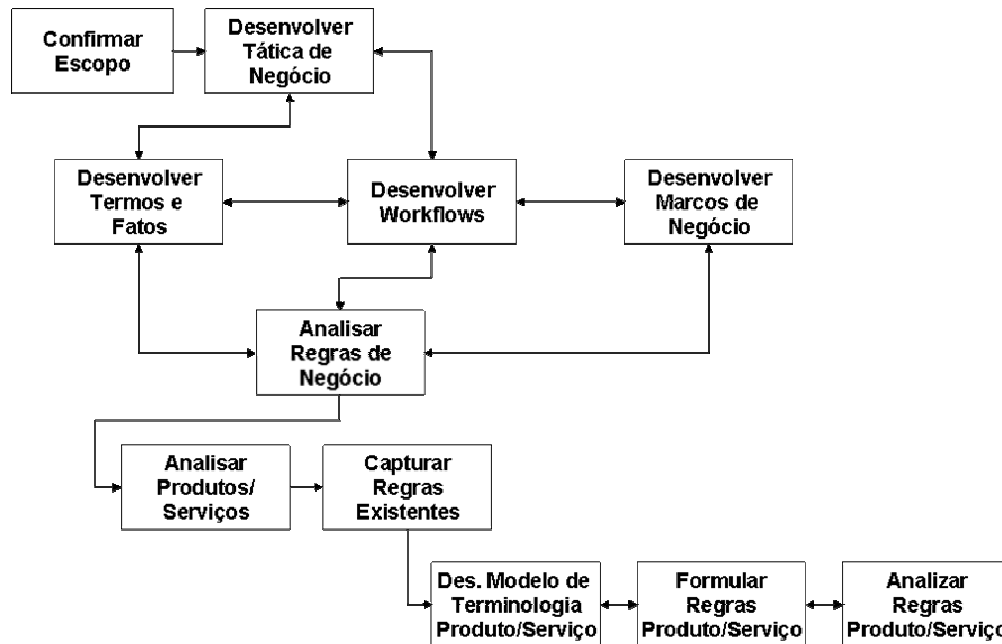 Confirmar
Escopo
Desenvolver
Tática de
Negócio
Desenvolver
Termos e
Fatos
Desenvolver
Workflows
Desenvolver
Marcos de
Negócio
Analisar
Regras de
Negócio
Analisar
Produtos/
Serviços
Capturar
Regras
Existentes
Des. Modelo de
Terminologia
Produto/Serviço
Formular
Regras
Produto/Serviço
Analizar
Regras
Produto/Serviço